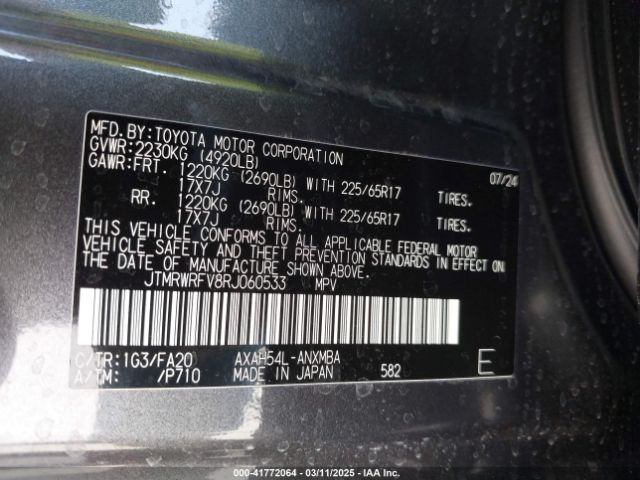 MFD.BY:TOYOTA MOTOR CORPORATION
GVWR:2230KG (4920LB) 07/24
GAWR:FRT. 1220KG (2690LB) WITH 225/65R17 TIRES.
17X7J RIMS.
RR. 1220KG (2690LB) WITH 225/65R17 TIRES.
17X7J RIMS.
THIS VEHICLE CONFORMS TO ALL APPLICABLE FEDERAL MOTOR
VEHICLE SAFETY AND THEFT PREVENTION STANDARDS IN EFFECT ON
THE DATE OF MANUFACTURE SHOWN ABOVE.
JTMRWRFV8RJ060533 MPV
C/TR:1G3/FA20 AXAH54L-ANXMBA
A/TM: /P710 MADE IN JAPAN 582 E
000-41772064 | 03/11/2025 | IAA Inc.